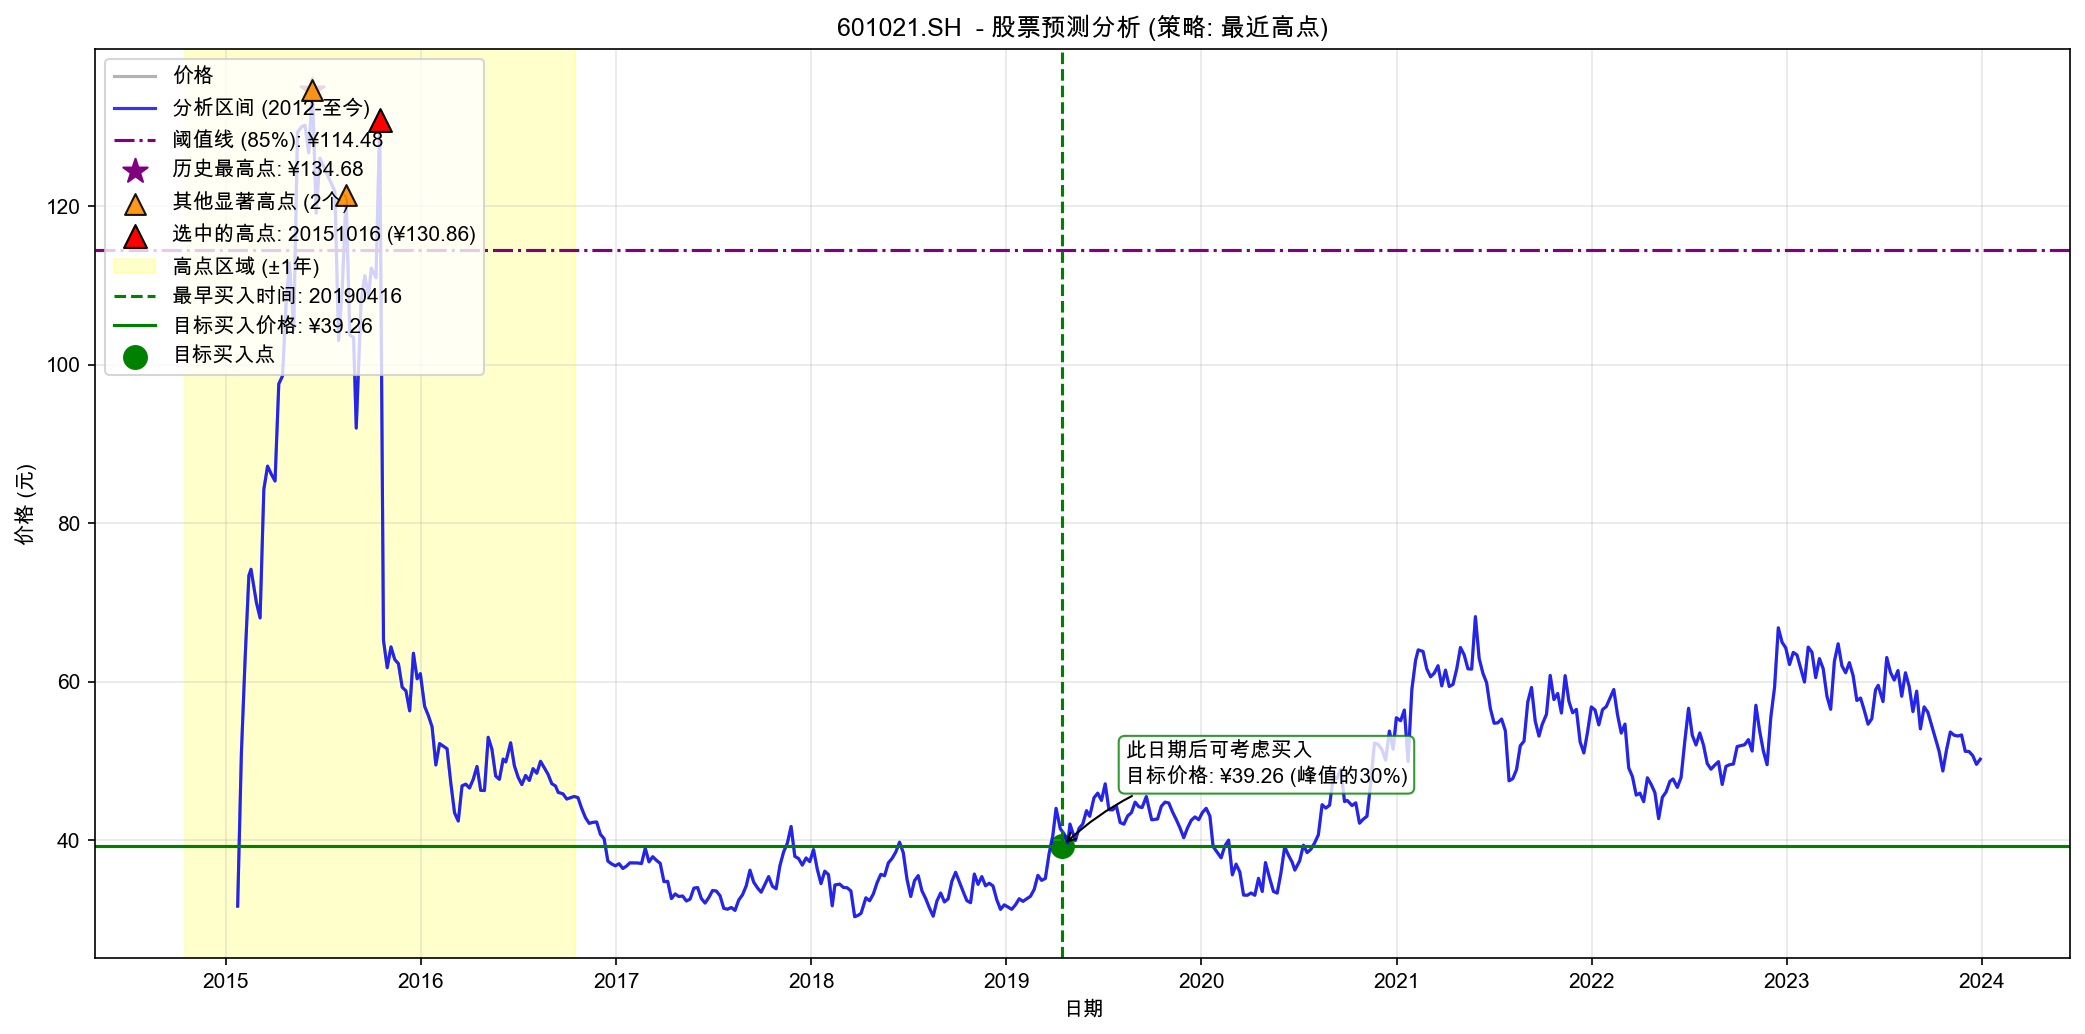 601021.SH - 股票预测分析 (策略: 最近高点)
价格
分析区间 (2012-至今)
阈值线 (85%): ¥114.48
历史最高点: ¥134.68
其他显著高点 (2个)
选中的高点: 20151016 (¥130.86)
高点区域 (±1年)
最早买入时间: 20190416
目标买入价格: ¥39.26
目标买入点
价格 (元)
120
100
80
60
40
此日期后可考虑买入
目标价格: ¥39.26 (峰值的30%)
2015
2016
2017
2018
2019
2020
2021
2022
2023
2024
日期